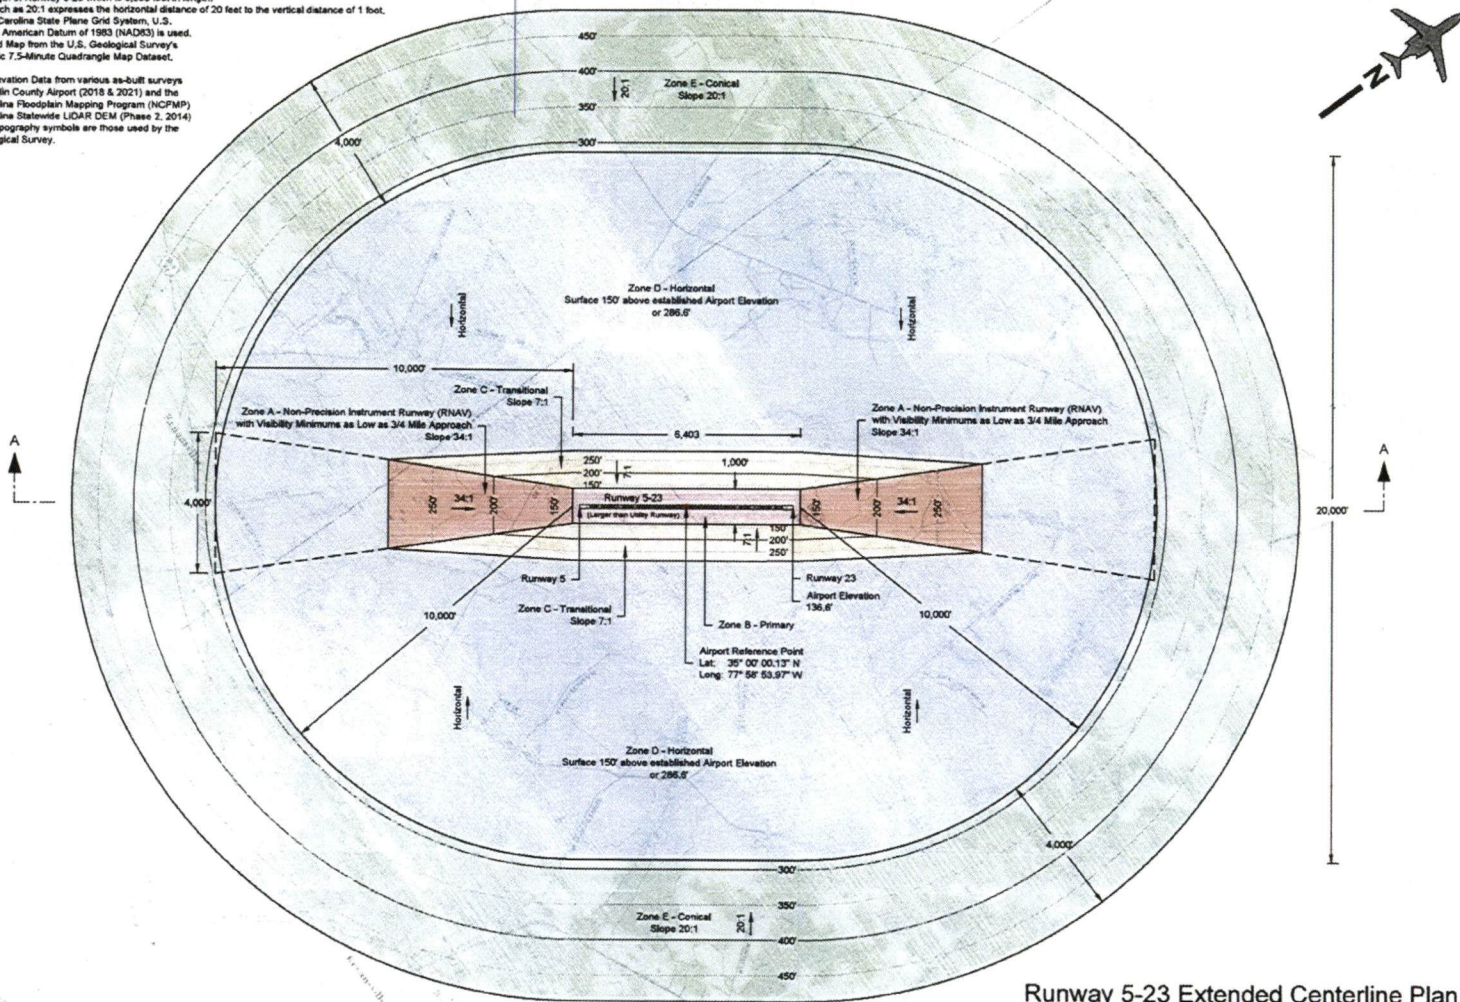 ch as 20:1 expresses the horizontal distance of 20 feet to the vertical distance of 1 foot.
Carolina State Plane Grid System, U.S.
American Datum of 1983 (NAD83) is used.
Map from the U.S. Geological Survey's
c 7.5-Minute Quadrangle Map Dataset.
evation Data from various as-built surveys
lin County Airport (2018 & 2021) and the
ina Floodplain Mapping Program (NCFMP)
ina Statewide LiDAR DEM (Phase 2, 2014)
pography symbols are those used by the
gical Survey.
N
450'
400'
350'
300'
20:1
Zone E - Conical
Slope 20:1
4,000'
Zone D - Horizontal
Surface 150' above established Airport Elevation
or 286.6'
Horizontal
Horizontal
10,000'
Zone C - Transitional
Slope 7:1
Zone A - Non-Precision Instrument Runway (RNAV)
with Visibility Minimums as Low as 3/4 Mile Approach
Slope 34:1
Zone A - Non-Precision Instrument Runway (RNAV)
with Visibility Minimums as Low as 3/4 Mile Approach
Slope 34:1
6,403
1,000'
250'
200'
150'
7:1
A
A
4,000'
20,000'
250'
34:1
200'
150'
Runway 5-23
(Larger than Utility Runway)
150'
200'
34:1
250'
150'
200'
250'
7:1
Runway 5
Runway 23
Airport Elevation
136.6'
Zone C - Transitional
Slope 7:1
Zone B - Primary
10,000'
10,000'
Airport Reference Point
Lat: 35° 00' 00.13" N
Long: 77° 58' 53.97" W
Horizontal
Horizontal
Zone D - Horizontal
Surface 150' above established Airport Elevation
or 286.6'
4,000'
300'
350'
400'
450'
Zone E - Conical
Slope 20:1
20:1
Runway 5-23 Extended Centerline Plan